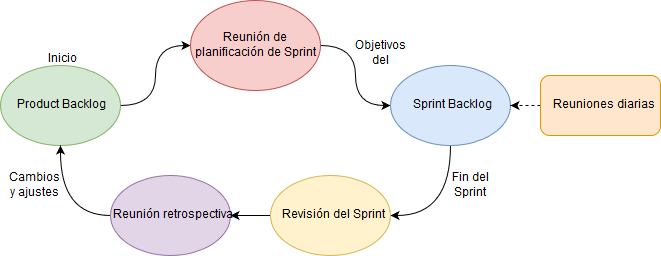 Inicio
Product Backlog
Reunión de
planificación de Sprint
Objetivos
del
Sprint Backlog
Reuniones diarias
Fin del
Sprint
Revisión del Sprint
Reunión retrospectiva
Cambios
y ajustes